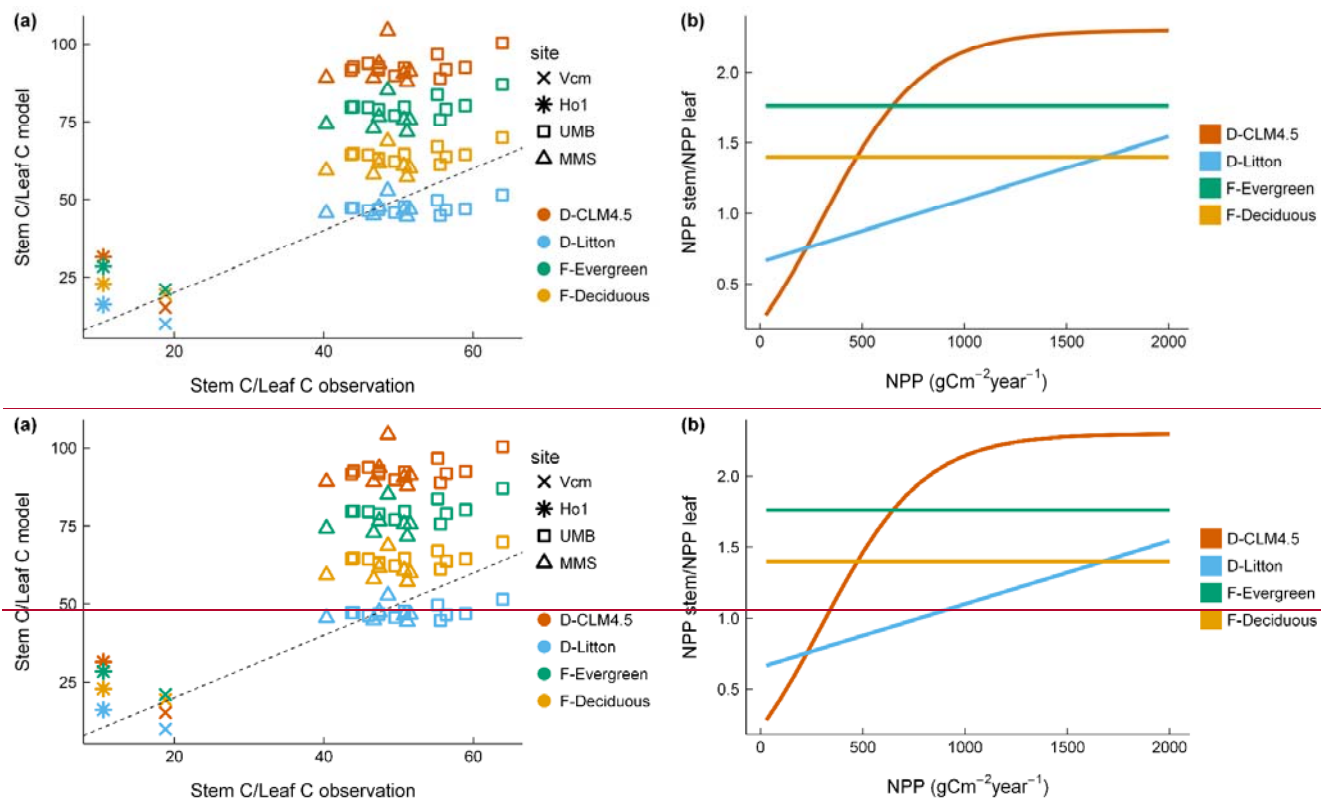 (a)
Stem C/Leaf C model
100
75
50
25
20
40
60
Stem C/Leaf C observation
site
Vcm
Ho1
UMB
MMS
D-CLM4.5
D-Litton
F-Evergreen
F-Deciduous
(b)
NPP stem/NPP leaf
2.0
1.5
1.0
0.5
0
500
1000
1500
2000
NPP (gCm⁻²year⁻¹)
D-CLM4.5
D-Litton
F-Evergreen
F-Deciduous
(a)
Stem C/Leaf C model
100
75
50
25
20
40
60
Stem C/Leaf C observation
site
Vcm
Ho1
UMB
MMS
D-CLM4.5
D-Litton
F-Evergreen
F-Deciduous
(b)
NPP stem/NPP leaf
2.0
1.5
1.0
0.5
0
500
1000
1500
2000
NPP (gCm⁻²year⁻¹)
D-CLM4.5
D-Litton
F-Evergreen
F-Deciduous